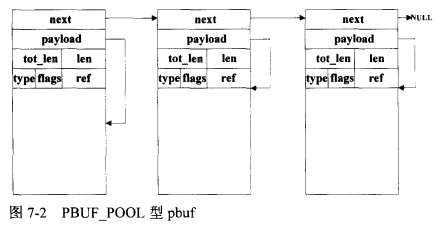 next next next NULL
payload payload payload
tot_len len tot_len len tot_len len
type flags ref type flags ref type flags ref
图 7-2 PBUF_POOL 型 pbuf